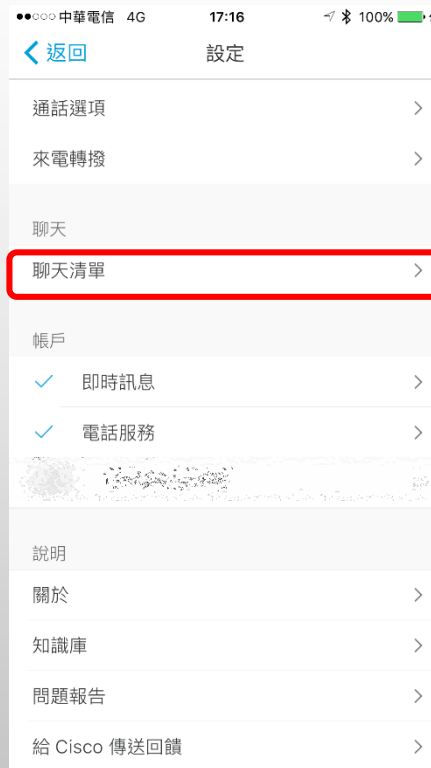 中華電信 4G 17:16 100%
返回 設定
通話選項
來電轉撥
聊天
聊天清單
帳戶
即時訊息
電話服務
說明
關於
知識庫
問題報告
給 Cisco 傳送回饋